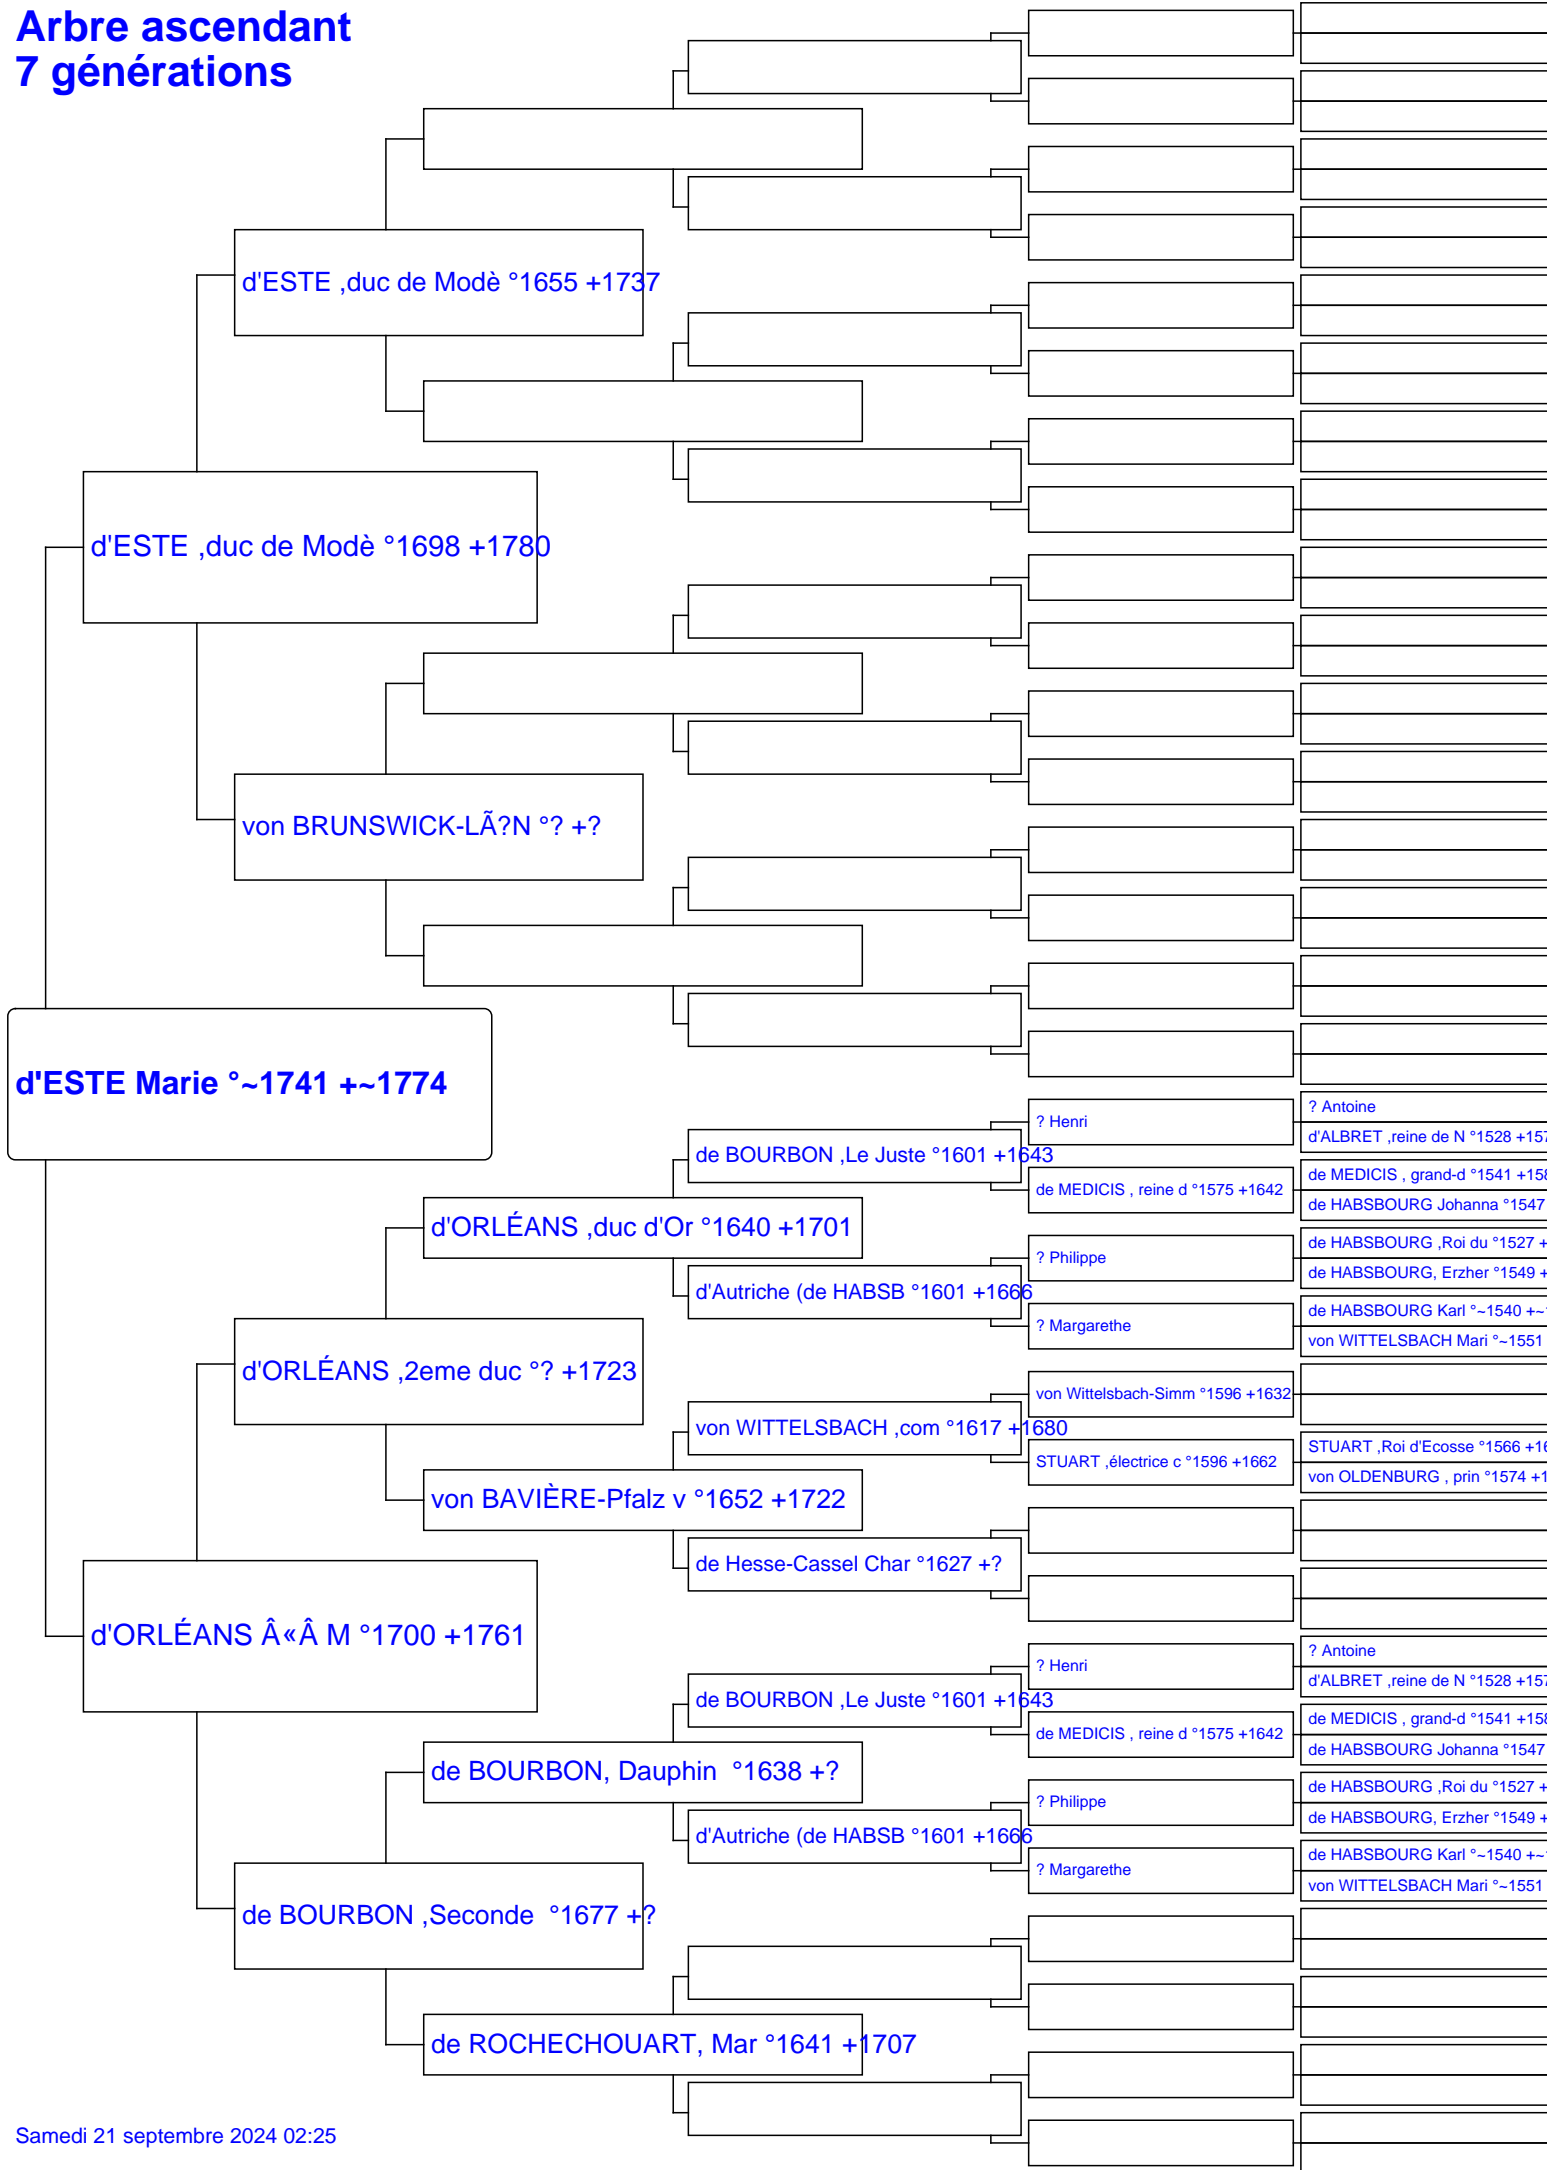 Arbre ascendant
7 générations
d'ESTE ,duc de Modè °1655 +1737
d'ESTE ,duc de Modè °1698 +1780
von BRUNSWICK-LÃ?N °? +?
d'ESTE Marie °~1741 +~1774
? Henri
? Antoine
d'ALBRET ,reine de N °1528 +157
de BOURBON ,Le Juste °1601 +1643
de MEDICIS , reine d °1575 +1642
de MEDICIS , grand-d °1541 +158
de HABSBOURG Johanna °1547
d'ORLÉANS ,duc d'Or °1640 +1701
? Philippe
de HABSBOURG ,Roi du °1527 +
de HABSBOURG, Erzher °1549 +
d'Autriche (de HABSB °1601 +1666
? Margarethe
de HABSBOURG Karl °~1540 +~
von WITTELSBACH Mari °~1551
d'ORLÉANS ,2eme duc °? +1723
von Wittelsbach-Simm °1596 +1632
von WITTELSBACH ,com °1617 +1680
STUART ,électrice c °1596 +1662
STUART ,Roi d'Ecosse °1566 +16
von OLDENBURG , prin °1574 +1
von BAVIÈRE-Pfalz v °1652 +1722
de Hesse-Cassel Char °1627 +?
d'ORLÉANS Â«Â M °1700 +1761
? Henri
? Antoine
d'ALBRET ,reine de N °1528 +157
de BOURBON ,Le Juste °1601 +1643
de MEDICIS , reine d °1575 +1642
de MEDICIS , grand-d °1541 +158
de HABSBOURG Johanna °1547
de BOURBON, Dauphin  °1638 +?
? Philippe
de HABSBOURG ,Roi du °1527 +
de HABSBOURG, Erzher °1549 +
d'Autriche (de HABSB °1601 +1666
? Margarethe
de HABSBOURG Karl °~1540 +~
von WITTELSBACH Mari °~1551
de BOURBON ,Seconde  °1677 +?
de ROCHECHOUART, Mar °1641 +1707
Samedi 21 septembre 2024 02:25